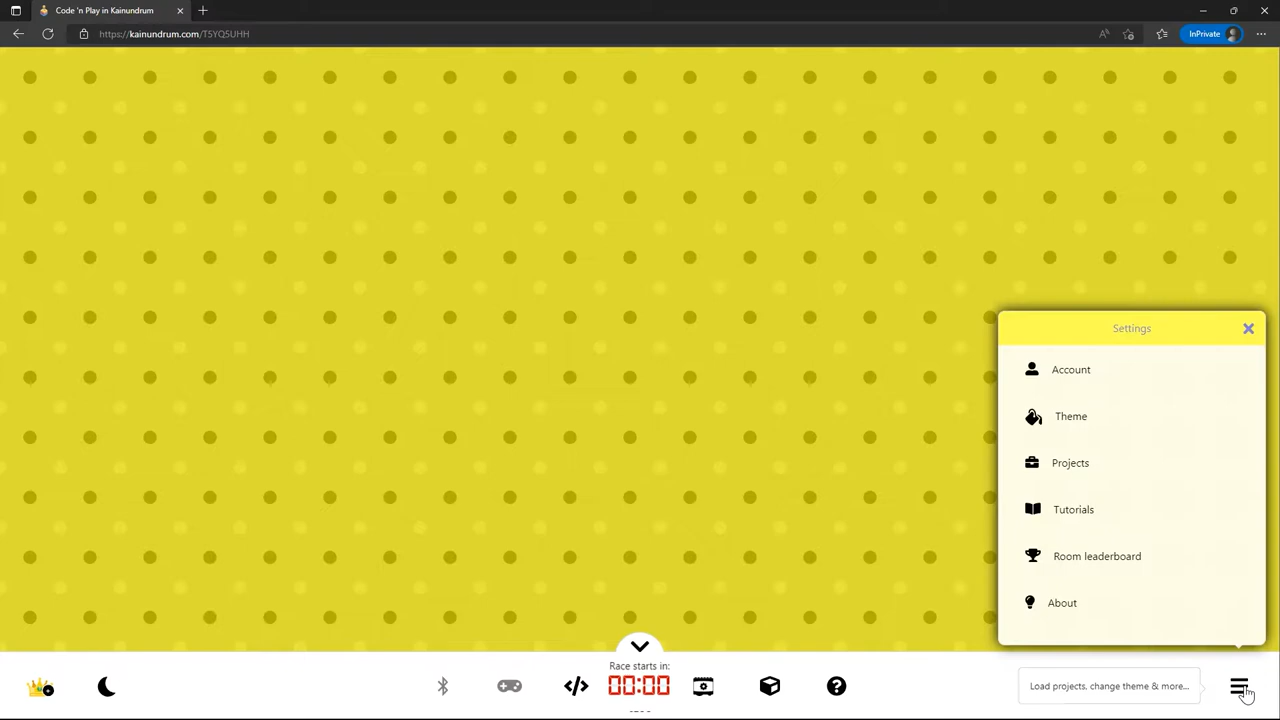 Code 'n Play in Kainundrum
https://kainundrum.com/T5YQ5UHH
InPrivate
Settings
Account
Theme
Projects
Tutorials
Room leaderboard
About
Race starts in:
00:00
Load projects, change theme & more...